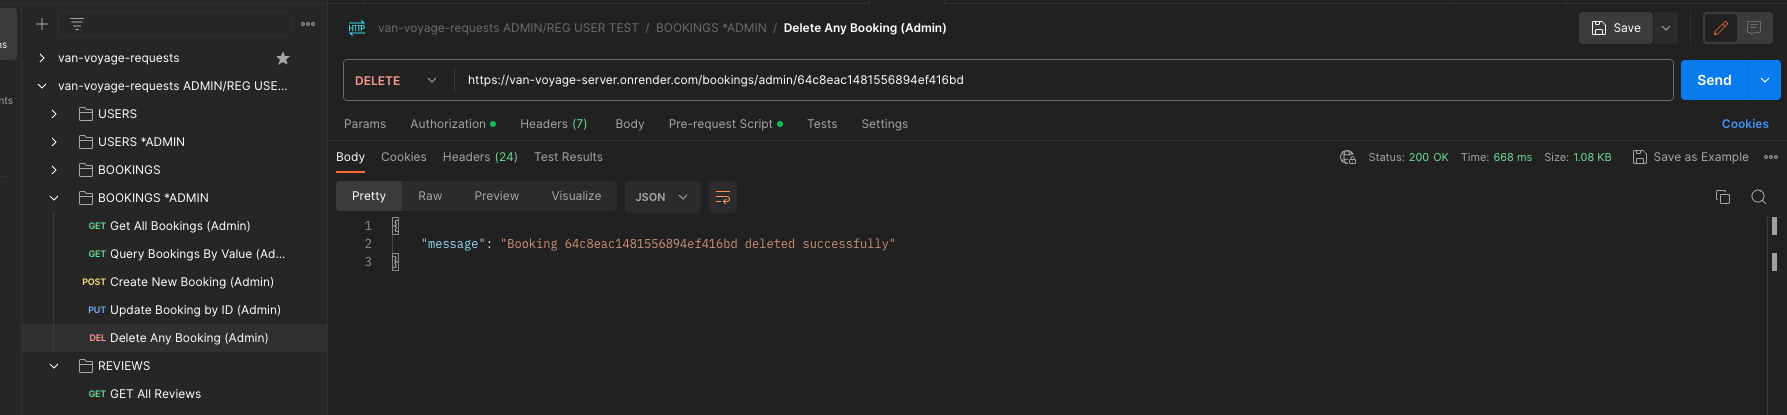 ns
nts
van-voyage-requests
van-voyage-requests ADMIN/REG USE...
USERS
USERS *ADMIN
BOOKINGS
BOOKINGS *ADMIN
GET Get All Bookings (Admin)
GET Query Bookings By Value (Ad...
POST Create New Booking (Admin)
PUT Update Booking by ID (Admin)
DEL Delete Any Booking (Admin)
REVIEWS
GET GET All Reviews
HTTP van-voyage-requests ADMIN/REG USER TEST / BOOKINGS *ADMIN / Delete Any Booking (Admin)
Save
DELETE https://van-voyage-server.onrender.com/bookings/admin/64c8eac1481556894ef416bd
Send
Params Authorization Headers (7) Body Pre-request Script Tests Settings Cookies
Body Cookies Headers (24) Test Results Status: 200 OK Time: 668 ms Size: 1.08 KB Save as Example
Pretty Raw Preview Visualize JSON
1 {
2 "message": "Booking 64c8eac1481556894ef416bd deleted successfully"
3 }